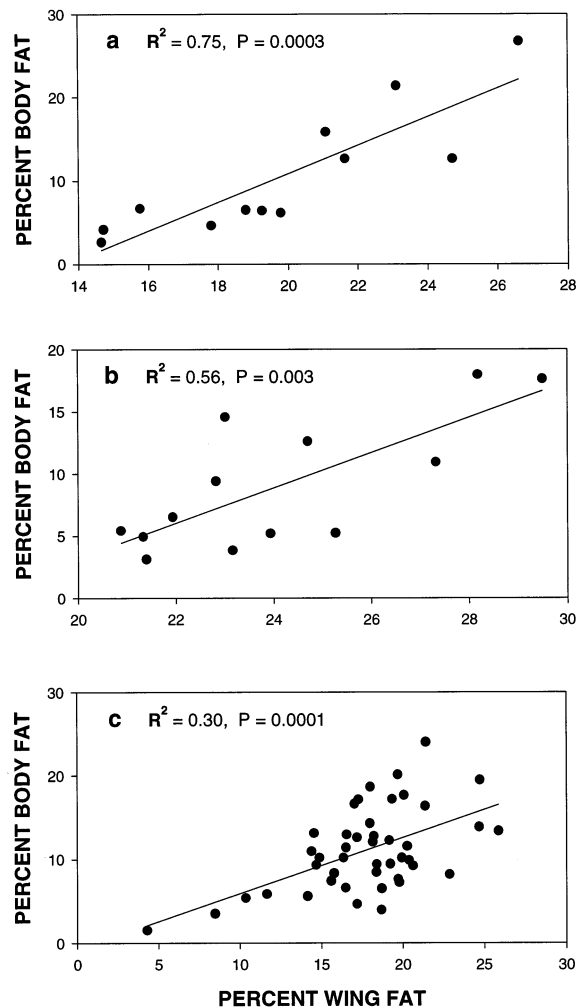 30
a R² = 0.75, P = 0.0003
20
10
0
PERCENT BODY FAT
14 16 18 20 22 24 26 28
20
b R² = 0.56, P = 0.003
15
10
5
0
PERCENT BODY FAT
20 22 24 26 28 30
30
c R² = 0.30, P = 0.0001
20
10
0
PERCENT BODY FAT
0 5 10 15 20 25 30
PERCENT WING FAT